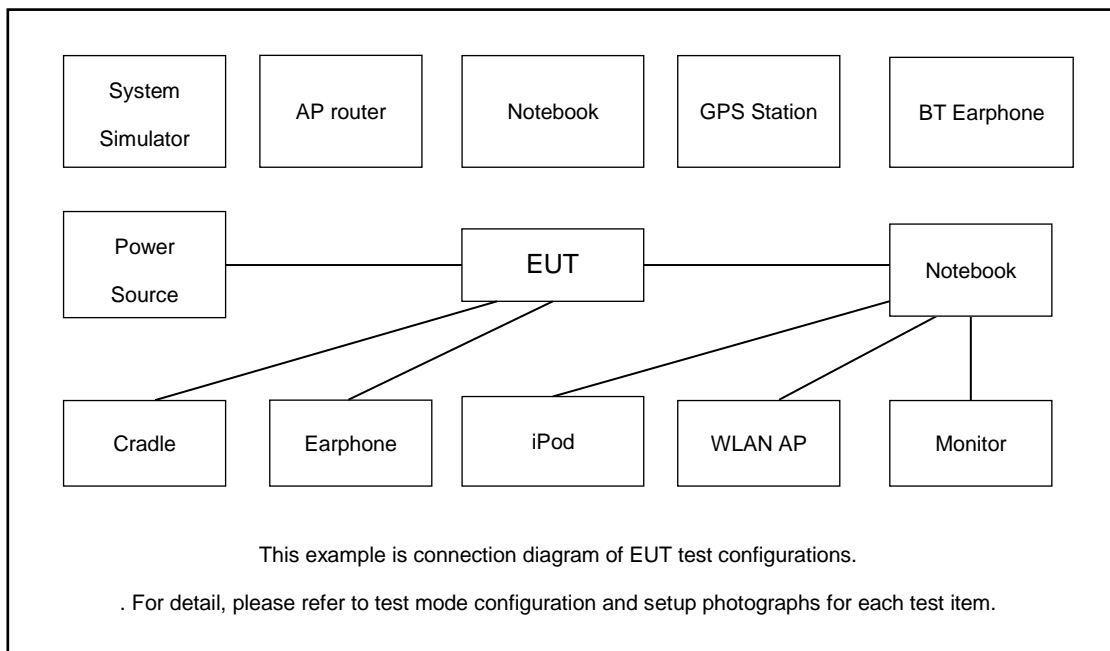 System
Simulator
AP router
Notebook
GPS Station
BT Earphone
Power
Source
EUT
Notebook
Cradle
Earphone
iPod
WLAN AP
Monitor
This example is connection diagram of EUT test configurations.
. For detail, please refer to test mode configuration and setup photographs for each test item.